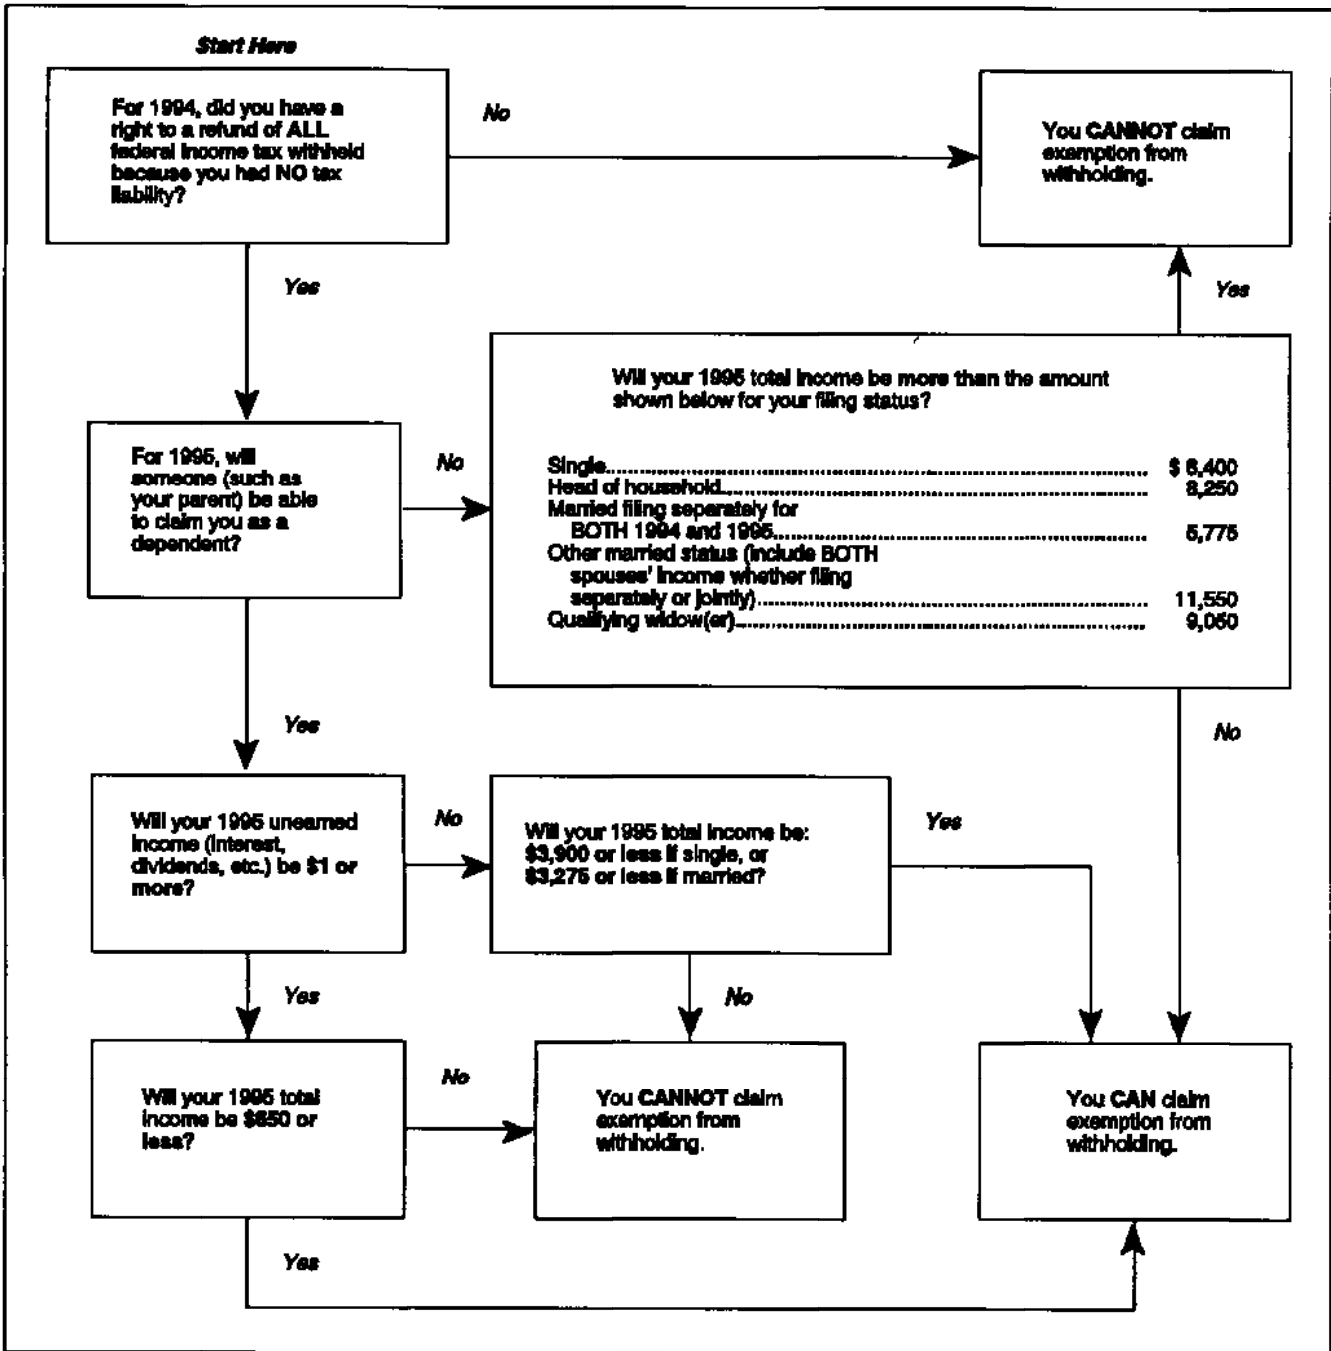 Start Here
For 1994, did you have a
right to a refund of ALL
federal income tax withheld
because you had NO tax
liability?
No
You CANNOT claim
exemption from
withholding.
Yes
Yes
For 1995, will
someone (such as
your parent) be able
to claim you as a
dependent?
No
Will your 1995 total income be more than the amount
shown below for your filing status?
Single........ $ 6,400
Head of household........ 8,250
Married filing separately for
BOTH 1994 and 1995........ 5,775
Other married status (include BOTH
spouses' income whether filing
separately or jointly)........ 11,550
Qualifying widow(er)........ 9,050
Yes
No
Will your 1995 unearned
income (interest,
dividends, etc.) be $1 or
more?
No
Will your 1995 total income be:
$3,900 or less if single, or
$3,275 or less if married?
Yes
Yes
No
Will your 1995 total
income be $650 or
less?
No
You CANNOT claim
exemption from
withholding.
You CAN claim
exemption from
withholding.
Yes